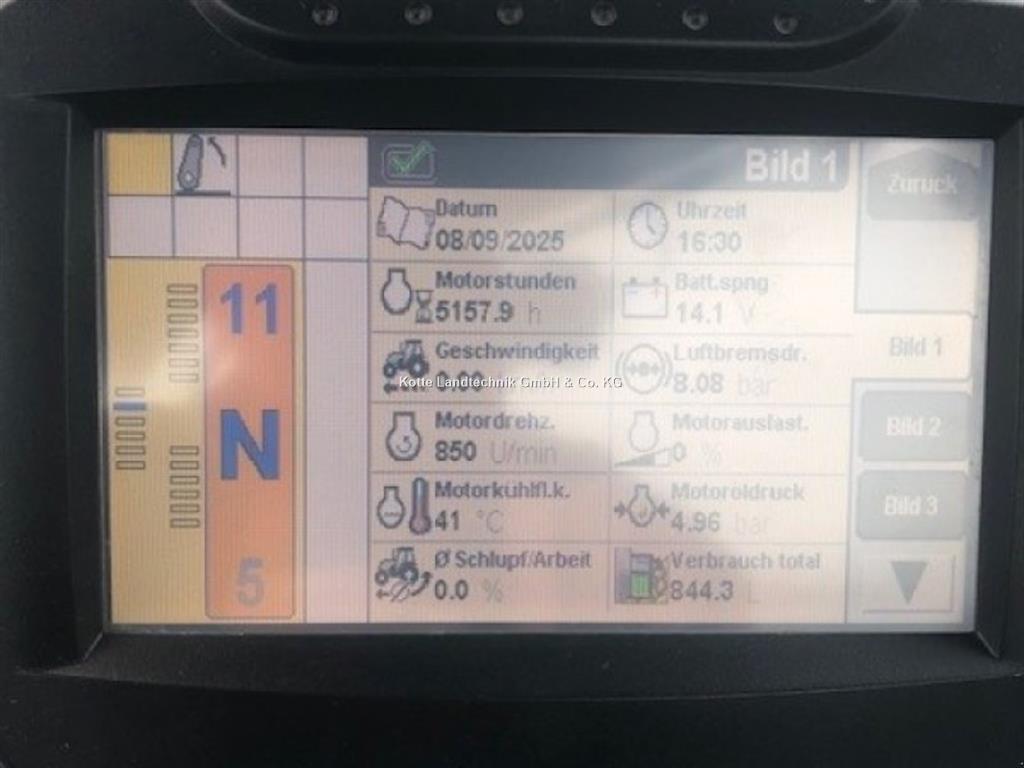 Bild 1
Zurück
Datum
08/09/2025
Uhrzeit
16:30
Motorstunden
5157.9 h
Batt.spng
14.1 V
Geschwindigkeit
Luftbremsdr.
8.08 bar
Kotte Landtechnik GmbH & Co. KG
Motordrehz.
850 U/min
Motorauslast.
0 %
Motorkühlfl.k.
41 °C
Motoröldruck
4.96 bar
Ø Schlupf/Arbeit
0.0 %
Verbrauch total
844.3 L
11
N
5
Bild 1
Bild 2
Bild 3